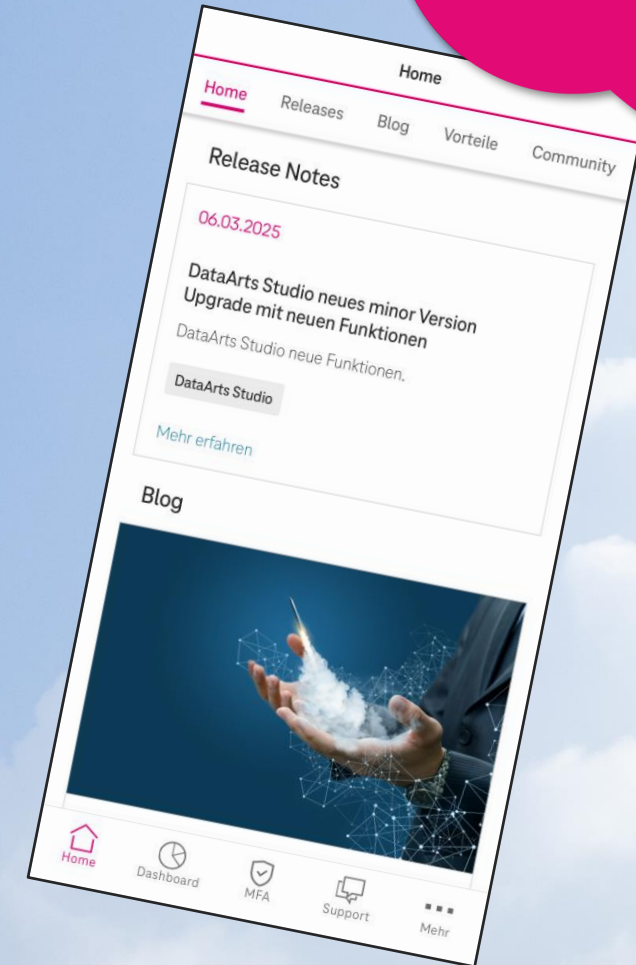 Home
Home Releases Blog Vorteile Community
Release Notes
06.03.2025
DataArts Studio neues minor Version
Upgrade mit neuen Funktionen
DataArts Studio neue Funktionen.
DataArts Studio
Mehr erfahren
Blog
Home Dashboard MFA Support Mehr